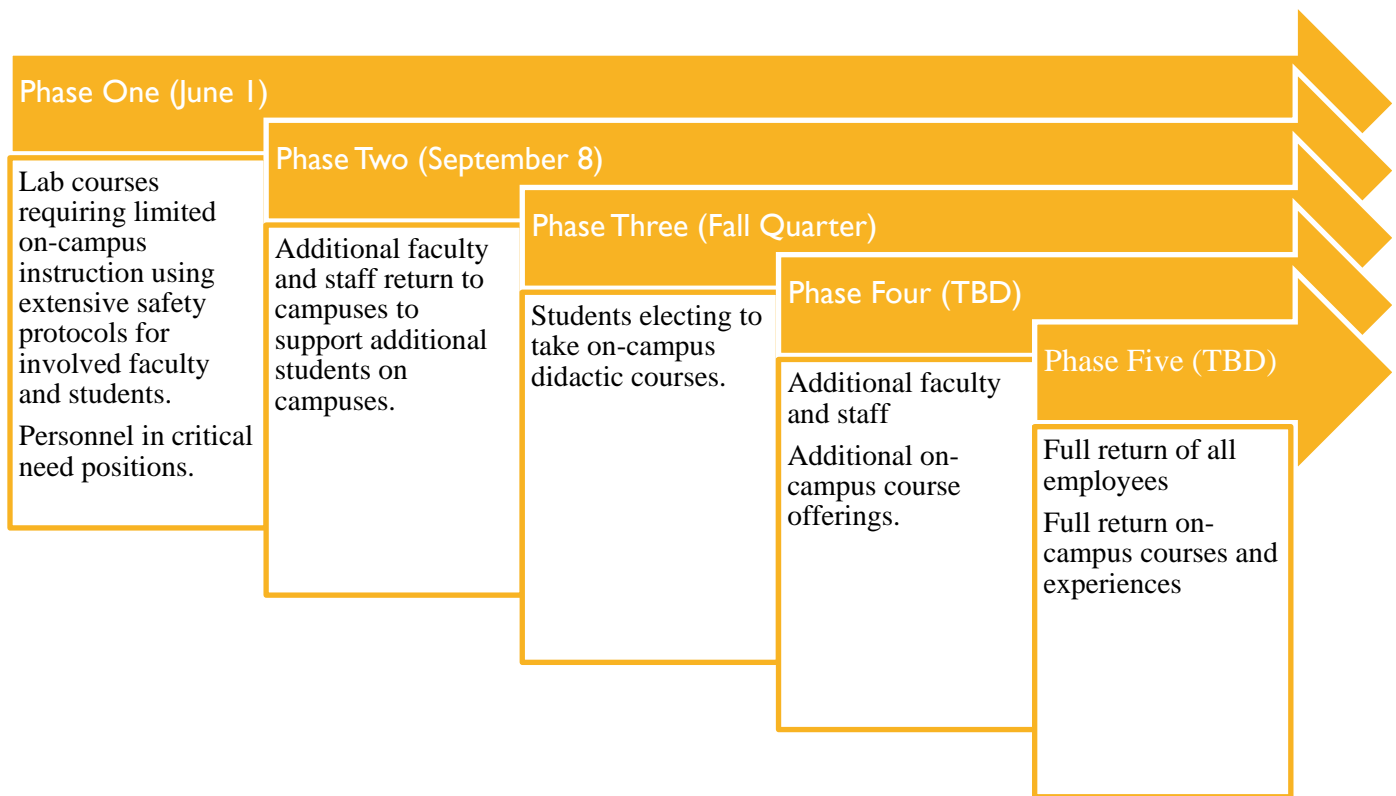 Phase One (June 1)
Lab courses
requiring limited
on-campus
instruction using
extensive safety
protocols for
involved faculty
and students.
Personnel in critical
need positions.
Phase Two (September 8)
Additional faculty
and staff return to
campuses to
support additional
students on
campuses.
Phase Three (Fall Quarter)
Students electing to
take on-campus
didactic courses.
Phase Four (TBD)
Additional faculty
and staff
Additional on-
campus course
offerings.
Phase Five (TBD)
Full return of all
employees
Full return on-
campus courses and
experiences